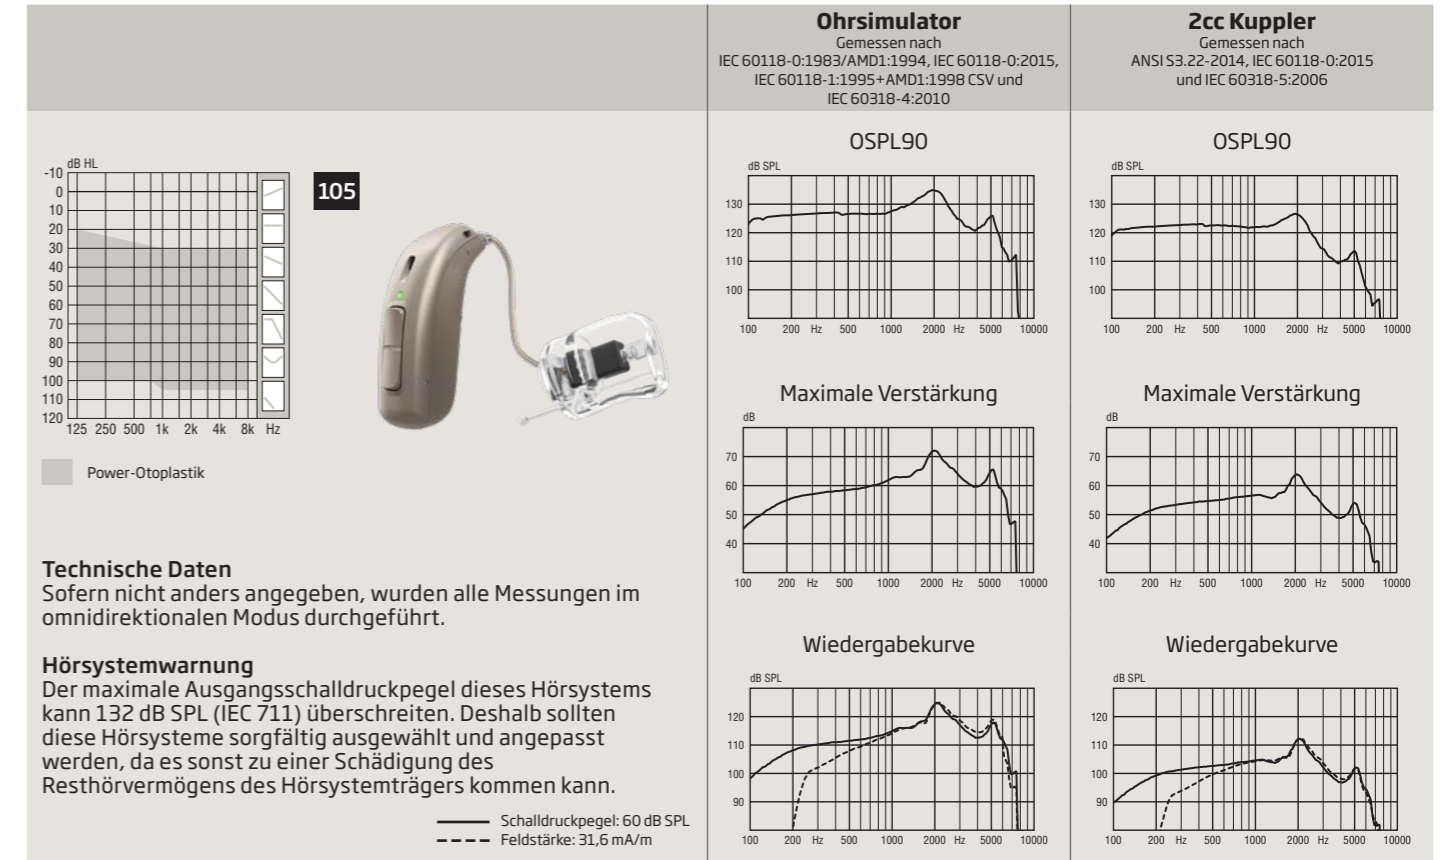 Ohrsimulator
Gemessen nach
IEC 60118-0:1983/AMD1:1994, IEC 60118-0:2015,
IEC 60118-1:1995+AMD1:1998 CSV und
IEC 60318-4:2010
2cc Kuppler
Gemessen nach
ANSI S3.22-2014, IEC 60118-0:2015
und IEC 60318-5:2006
dB HL
-10
0
10
20
30
40
50
60
70
80
90
100
110
120
125 250 500 1k 2k 4k 8k Hz
105
Power-Otoplastik
Technische Daten
Sofern nicht anders angegeben, wurden alle Messungen im
omnidirektionalen Modus durchgeführt.
Hörsystemwarnung
Der maximale Ausgangsschalldruckpegel dieses Hörsystems
kann 132 dB SPL (IEC 711) überschreiten. Deshalb sollten
diese Hörsysteme sorgfältig ausgewählt und angepasst
werden, da es sonst zu einer Schädigung des
Resthörvermögens des Hörsystemträgers kommen kann.
Schalldruckpegel: 60 dB SPL
Feldstärke: 31,6 mA/m
OSPL90
dB SPL
130
120
110
100
100 200 Hz 500 1000 2000 Hz 5000 10000
Maximale Verstärkung
dB
70
60
50
40
100 200 Hz 500 1000 2000 Hz 5000 10000
Wiedergabekurve
dB SPL
120
110
100
90
100 200 Hz 500 1000 2000 Hz 5000 10000
OSPL90
dB SPL
130
120
110
100
100 200 Hz 500 1000 2000 Hz 5000 10000
Maximale Verstärkung
dB
70
60
50
40
100 200 Hz 500 1000 2000 Hz 5000 10000
Wiedergabekurve
dB SPL
120
110
100
90
100 200 Hz 500 1000 2000 Hz 5000 10000